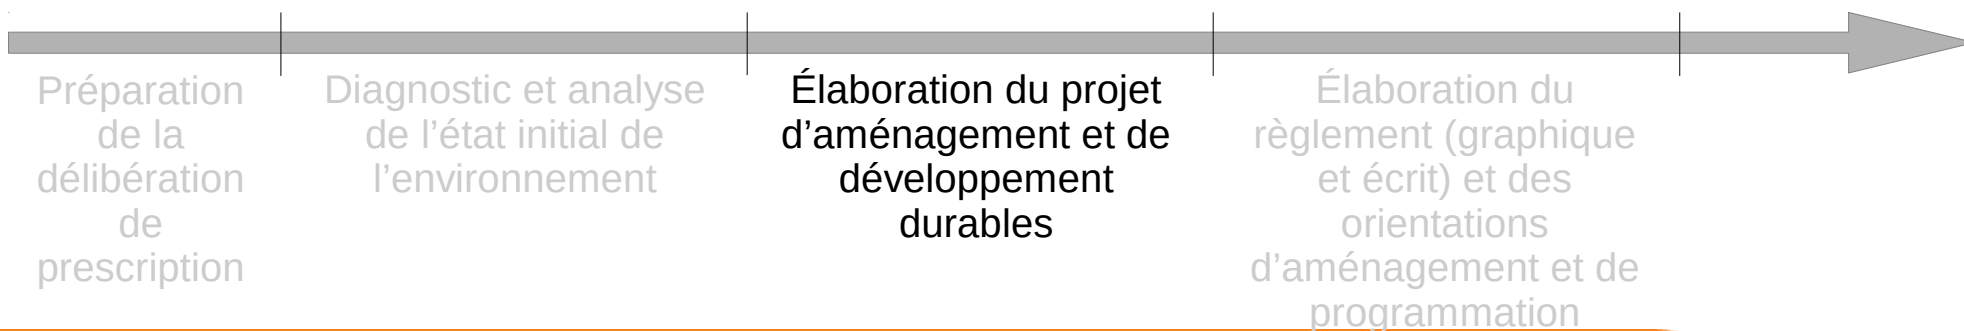 Préparation
de la
délibération
de
prescription
Diagnostic et analyse
de l’état initial de
l’environnement
Élaboration du projet
d’aménagement et de
développement
durables
Élaboration du
règlement (graphique
et écrit) et des
orientations
d’aménagement et de
programmation